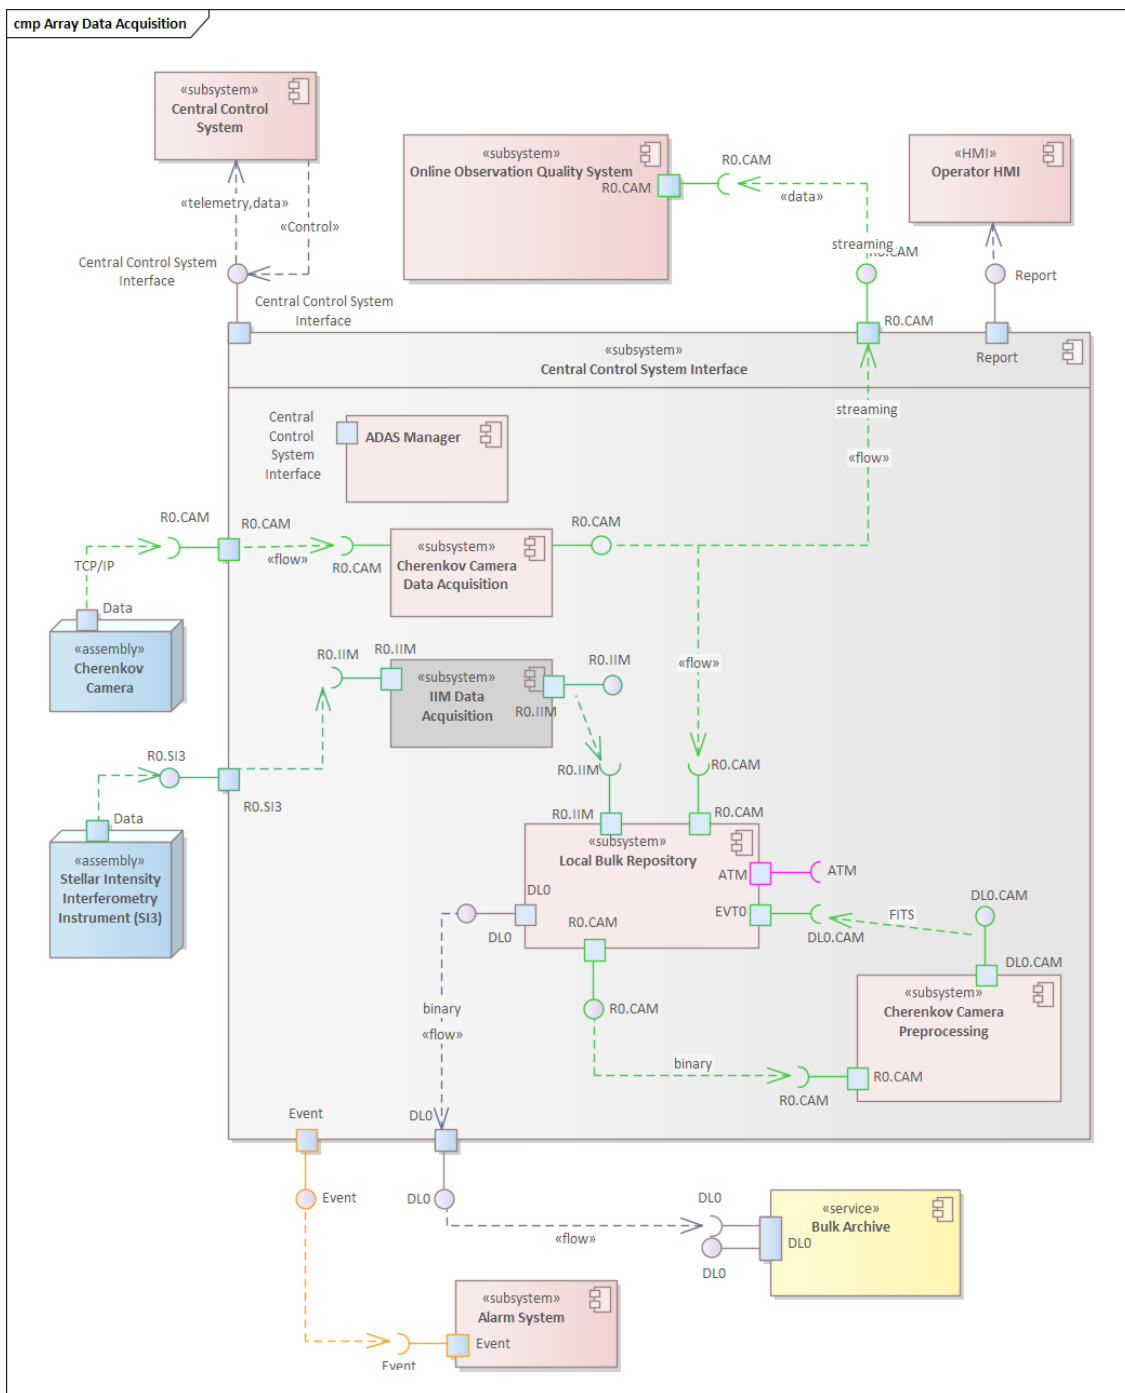 cmp Array Data Acquisition
«subsystem»
Central Control
System
«telemetry,data»
«Control»
Central Control System
Interface
Central Control System
Interface
«subsystem»
Online Observation Quality System
R0.CAM
R0.CAM
«data»
streaming
R0.CAM
R0.CAM
«HMI»
Operator HMI
Report
Report
«subsystem»
Central Control System Interface
Central
Control
System
Interface
ADAS Manager
streaming
«flow»
R0.CAM
R0.CAM
«flow»
R0.CAM
TCP/IP
«subsystem»
Cherenkov Camera
Data Acquisition
R0.CAM
Data
«assembly»
Cherenkov
Camera
R0.IIM
R0.IIM
«subsystem»
IIM Data
Acquisition
R0.IIM
R0.IIM
«flow»
R0.SI3
R0.SI3
Data
«assembly»
Stellar Intensity
Interferometry
Instrument (SI3)
R0.IIM
R0.CAM
R0.IIM
R0.CAM
«subsystem»
Local Bulk Repository
ATM
ATM
DL0
DL0
R0.CAM
EVT0
DL0.CAM
FITS
DL0.CAM
DL0.CAM
R0.CAM
«subsystem»
Cherenkov Camera
Preprocessing
binary
«flow»
binary
R0.CAM
R0.CAM
Event
DL0
Event
DL0
«flow»
DL0
DL0
«service»
Bulk Archive
DL0
«subsystem»
Alarm System
Event
Event